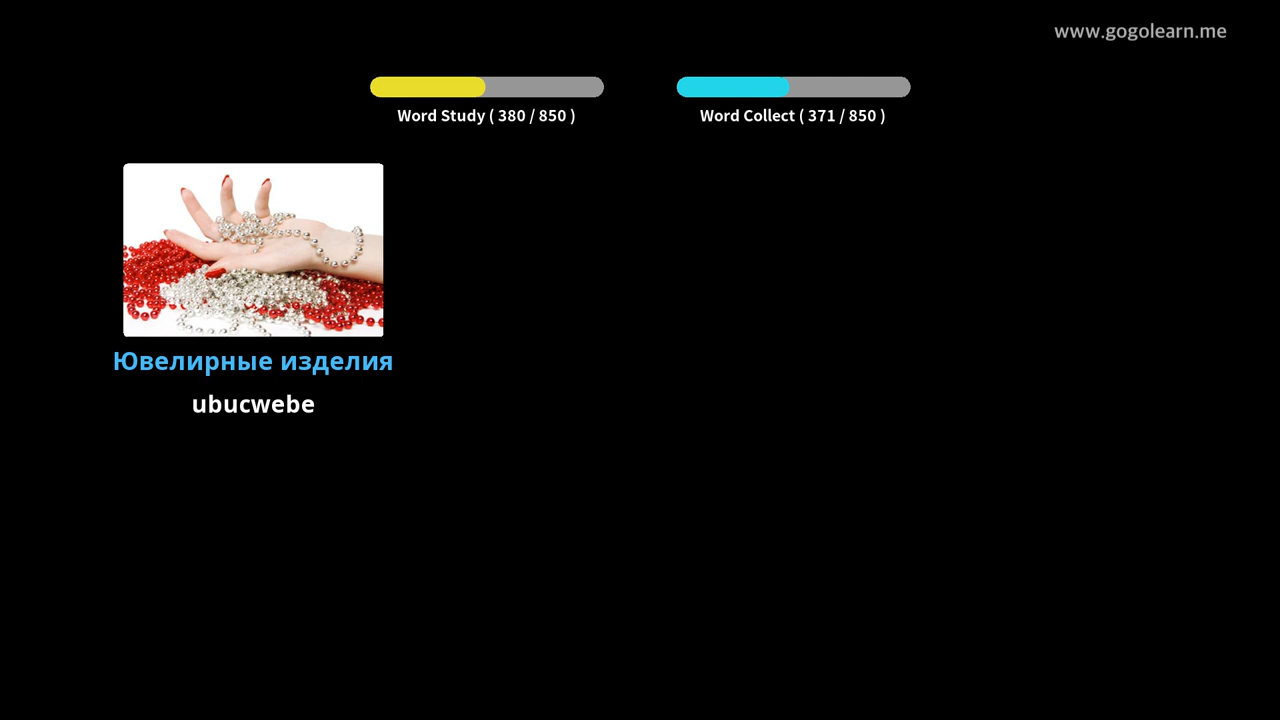 www.gogolearn.me
Word Study ( 380 / 850 )
Word Collect ( 371 / 850 )
Ювелирные изделия
ubucwebe